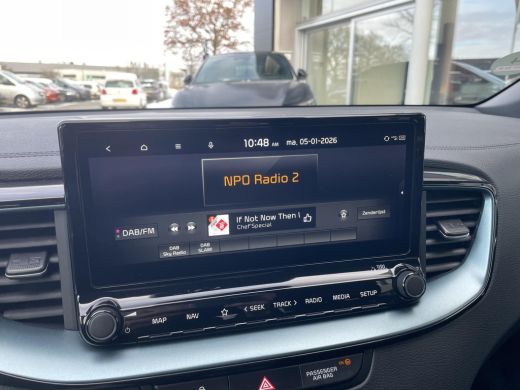 10:48 AM ma. 05-01-2026
NPO Radio 2
If Not Now Then
Chef'Special
DAB/FM
Zenderlijst
DAB
Sky Radio
DAB
SLAM!
MAP
NAV
☆
< SEEK
TRACK >
RADIO
MEDIA
SETUP
PASSENGER
AIR BAG